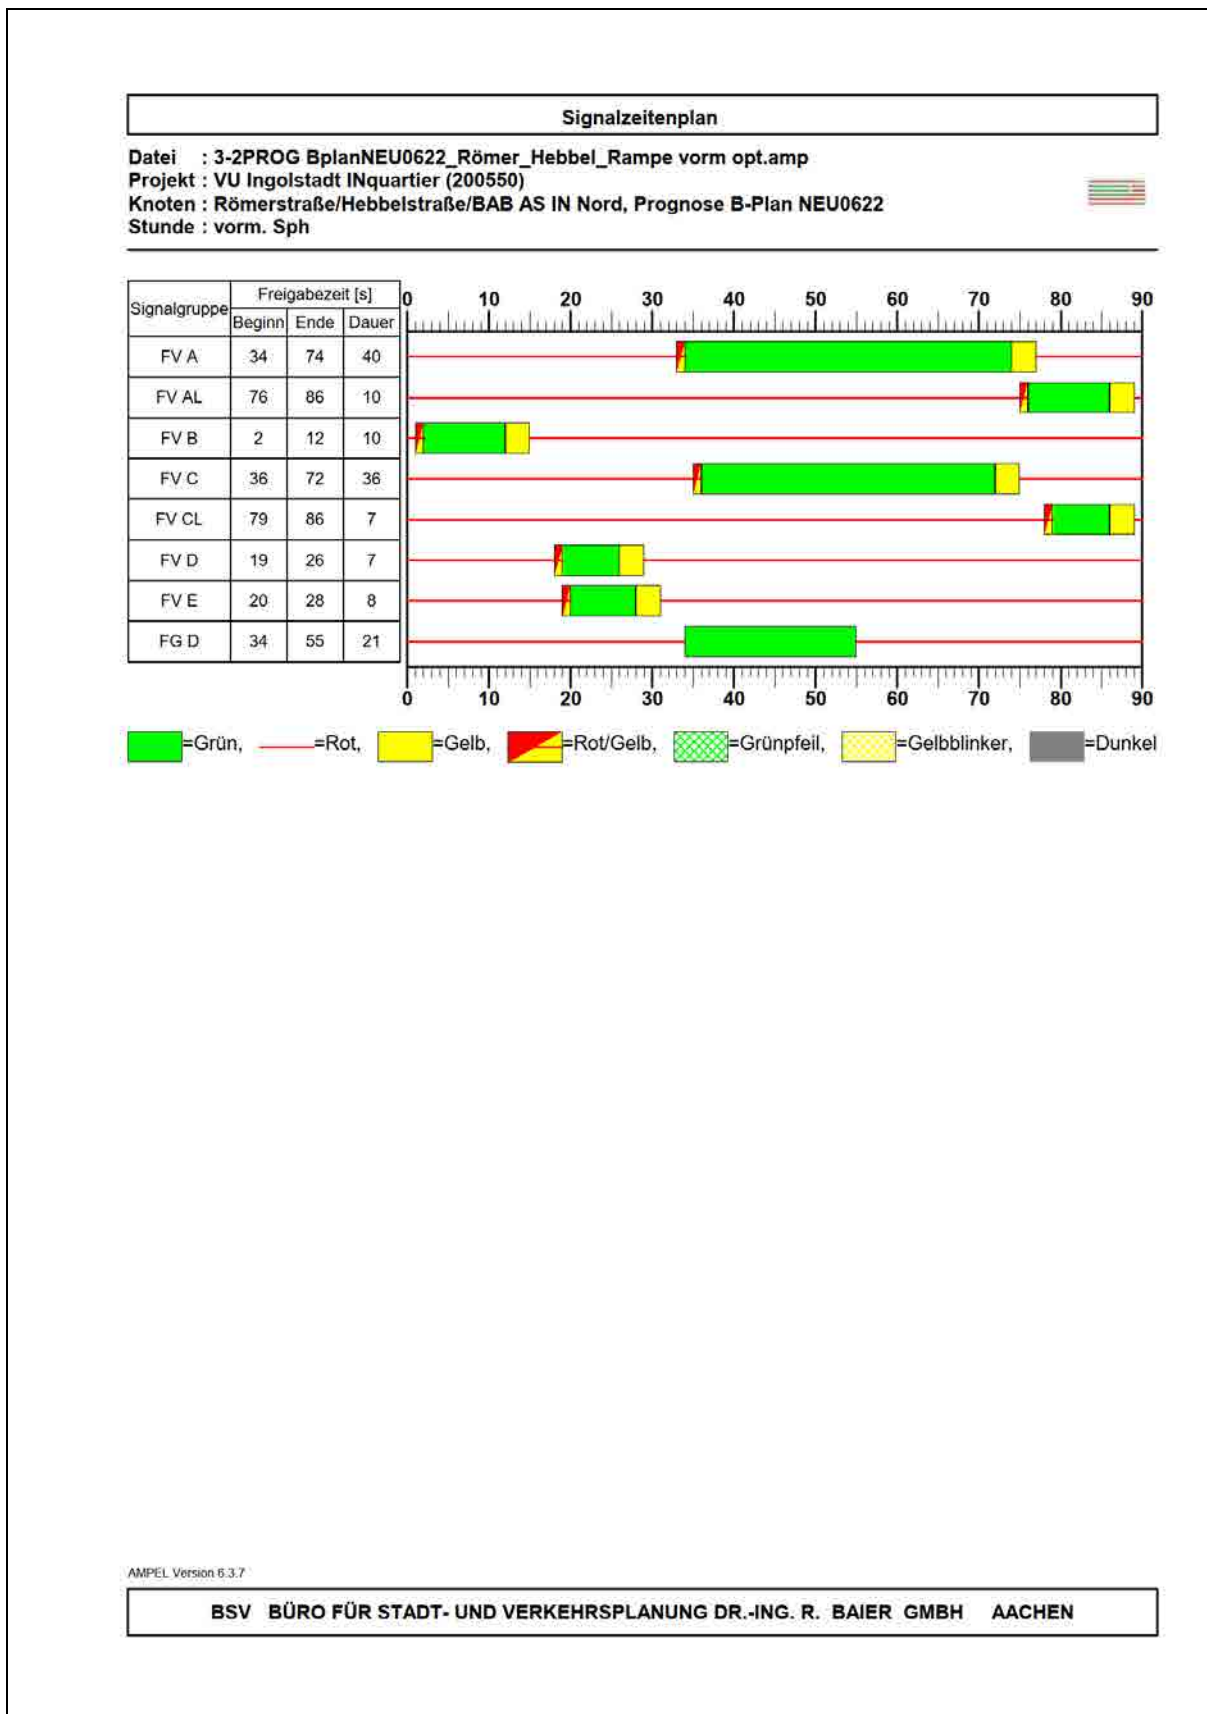 Signalzeitenplan
Datei : 3-2PROG BplanNEU0622_Römer_Hebbel_Rampe vorm opt.amp
Projekt : VU Ingolstadt INquartier (200550)
Knoten : Römerstraße/Hebbelstraße/BAB AS IN Nord, Prognose B-Plan NEU0622
Stunde : vorm. Sph
Signalgruppe Freigabezeit [s]
Beginn Ende Dauer
0 10 20 30 40 50 60 70 80 90
FV A 34 74 40
FV AL 76 86 10
FV B 2 12 10
FV C 36 72 36
FV CL 79 86 7
FV D 19 26 7
FV E 20 28 8
FG D 34 55 21
0 10 20 30 40 50 60 70 80 90
=Grün, =Rot, =Gelb, =Rot/Gelb, =Grünpfeil, =Gelbblinker, =Dunkel
AMPEL Version 6.3.7
BSV BÜRO FÜR STADT- UND VERKEHRSPLANUNG DR.-ING. R. BAIER GMBH AACHEN